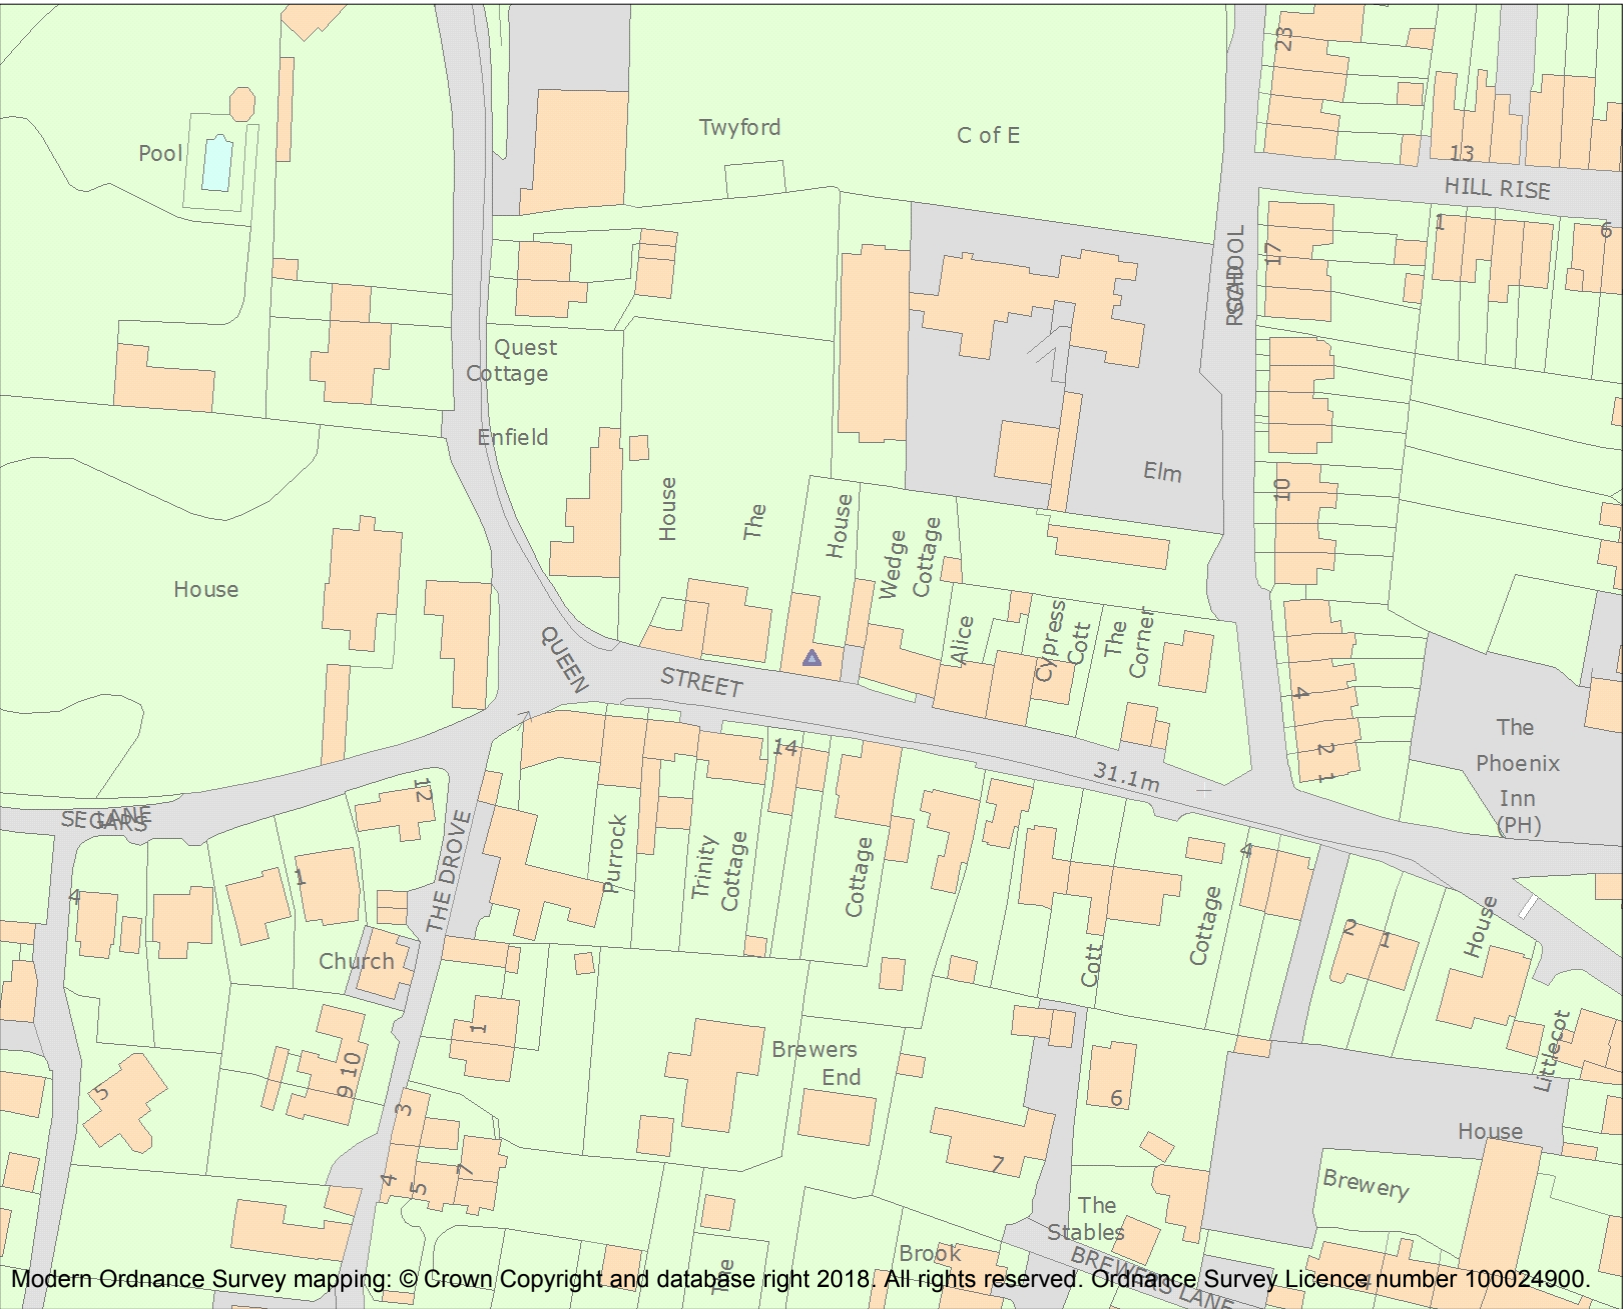 23
Twyford
C of E
Pool
13
HILL RISE
1
6
17
SCHOOL
ROAD
Quest
Cottage
Enfield
Elm
10
House
The
House
Wedge
Cottage
House
Alice
Cypress
Cott
The
Corner
QUEEN
STREET
4
2
1
The
Phoenix
Inn
(PH)
14
31.1m
12
SEGARS
LANE
THE DROVE
Purrock
Trinity
Cottage
Cottage
4
1
4
Cottage
2
1
House
Church
Cott
1
Brewers
End
Littlecot
9 10
5
6
3
House
7
7
4
5
Brewery
The
Stables
Brook
BREWERS LANE
The
4
Modern Ordnance Survey mapping: © Crown Copyright and database right 2018. All rights reserved. Ordnance Survey Licence number 100024900.